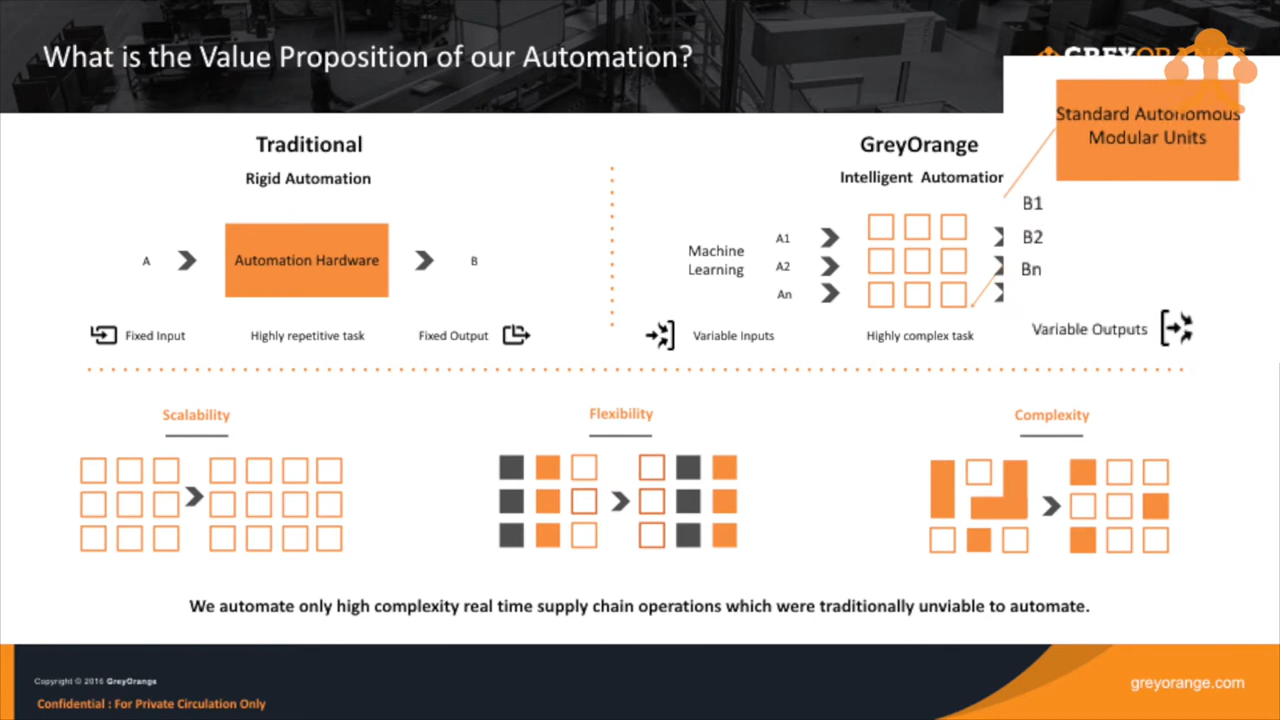 What is the Value Proposition of our Automation?
GREYORANGE
Standard Autonomous
Modular Units
Traditional
Rigid Automation
A
Automation Hardware
B
Fixed Input
Highly repetitive task
Fixed Output
GreyOrange
Intelligent Automation
Machine
Learning
A1
A2
An
B1
B2
Bn
Variable Inputs
Highly complex task
Variable Outputs
Scalability
Flexibility
Complexity
We automate only high complexity real time supply chain operations which were traditionally unviable to automate.
Copyright © 2016 GreyOrange
Confidential : For Private Circulation Only
greyorange.com